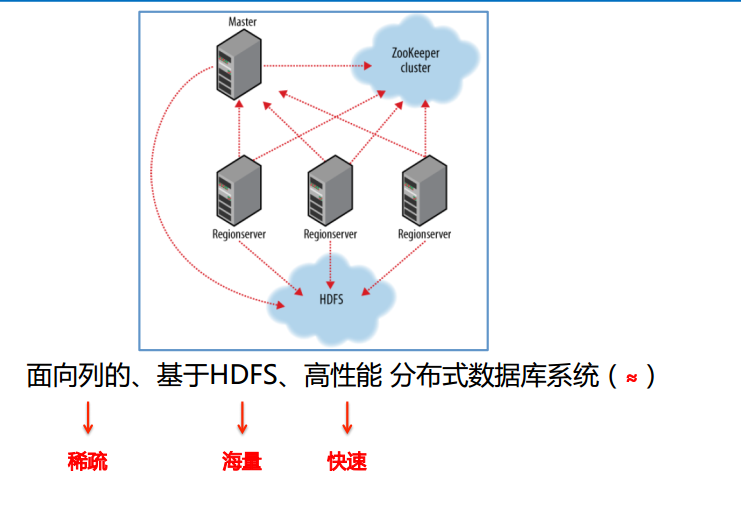 Master
ZooKeeper
cluster
Regionserver Regionserver Regionserver
HDFS
面向列的、基于HDFS、高性能 分布式数据库系统（≈）
稀疏 海量 快速